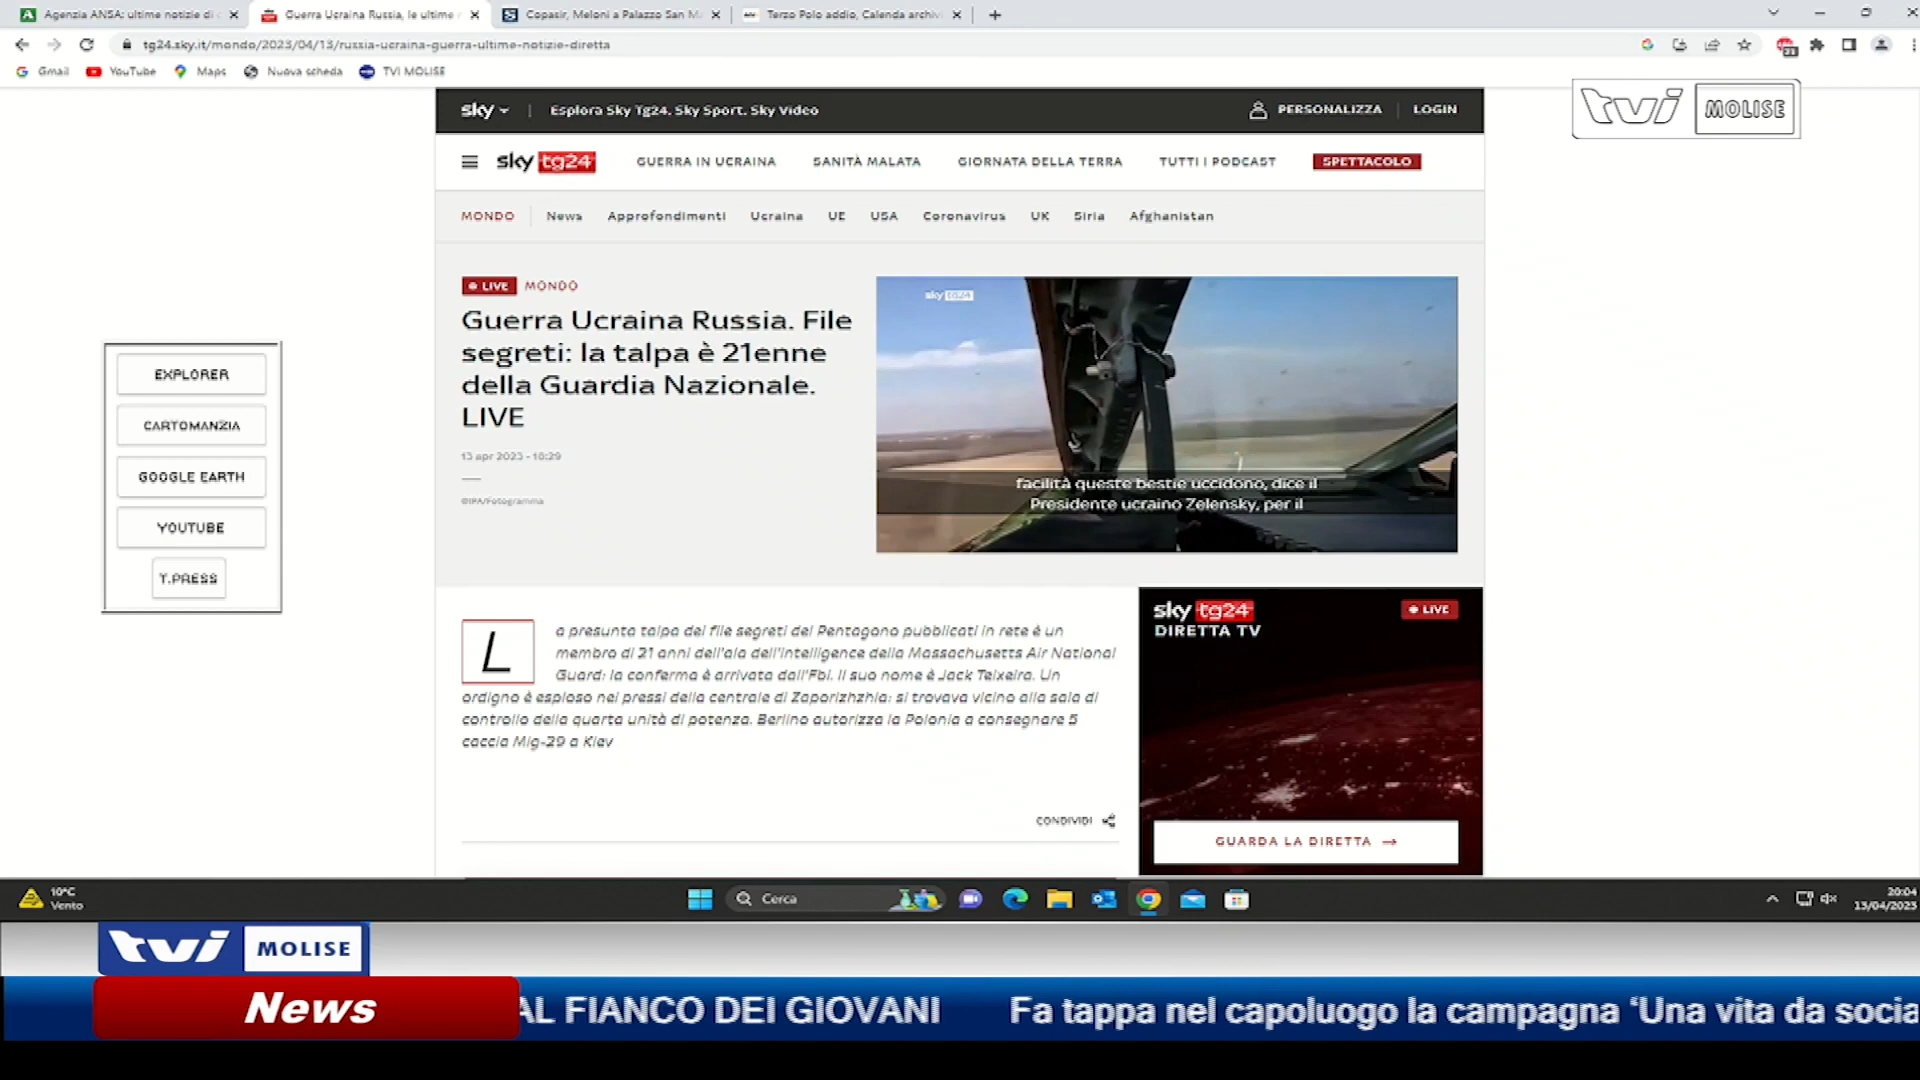 Agenzia ANSA: ultime notizie di c
Guerra Ucraina Russia, le ultime n
Copasir, Meloni a Palazzo San Ma
Terzo Polo addio, Calenda archivi
tg24.sky.it/mondo/2023/04/13/russia-ucraina-guerra-ultime-notizie-diretta
Gmail YouTube Maps Nuova scheda TVI MOLISE
tvi MOLISE
sky | Esplora Sky Tg24, Sky Sport, Sky Video PERSONALIZZA LOGIN
sky tg24 GUERRA IN UCRAINA SANITÀ MALATA GIORNATA DELLA TERRA TUTTI I PODCAST SPETTACOLO
MONDO News Approfondimenti Ucraina UE USA Coronavirus UK Siria Afghanistan
LIVE MONDO
Guerra Ucraina Russia. File
segreti: la talpa è 21enne
della Guardia Nazionale.
LIVE
13 apr 2023 - 18:29
©IPA/Fotogramma
sky tg24
facilità queste bestie uccidono, dice il
Presidente ucraino Zelensky, per il
EXPLORER
CARTOMANZIA
GOOGLE EARTH
YOUTUBE
T.PRESS
La presunta talpa dei file segreti del Pentagono pubblicati in rete è un
membro di 21 anni dell'ala dell'intelligence della Massachusetts Air National
Guard: la conferma è arrivata dall'Fbi. Il suo nome è Jack Teixeira. Un
ordigno è esploso nei pressi della centrale di Zaporizhzhia: si trovava vicino alla sala di
controllo della quarta unità di potenza. Berlino autorizza la Polonia a consegnare 5
caccia Mig-29 a Kiev
CONDIVIDI
sky tg24 LIVE
DIRETTA TV
GUARDA LA DIRETTA →
10°C
Vento
Cerca
20:04
13/04/2023
tvi MOLISE
News
AL FIANCO DEI GIOVANI Fa tappa nel capoluogo la campagna ‘Una vita da socia